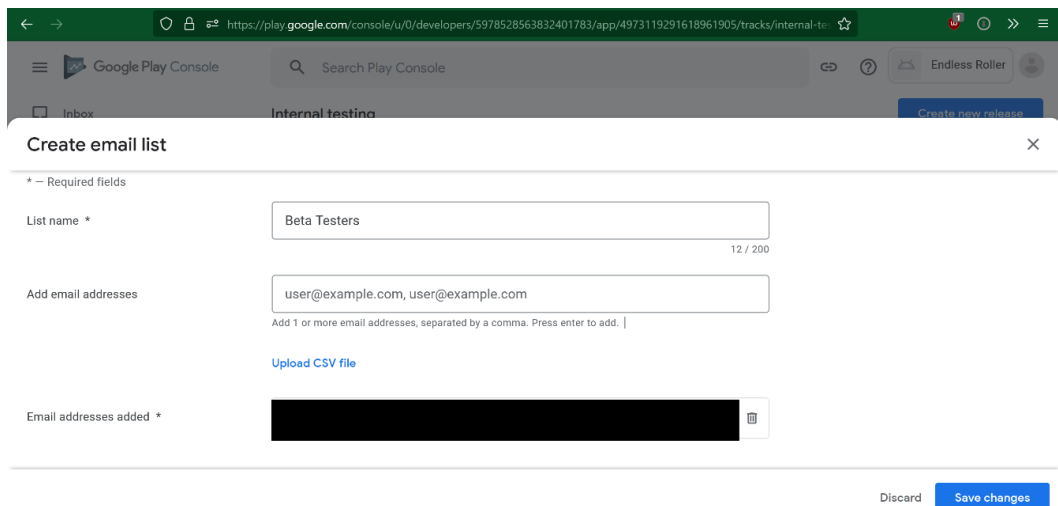 https://play.google.com/console/u/0/developers/5978528563832401783/app/4973119291618961905/tracks/internal-tes
1
Google Play Console
Search Play Console
Endless Roller
Inbox
Internal testing
Create new release
Create email list
* — Required fields
List name *
Beta Testers
12 / 200
Add email addresses
user@example.com, user@example.com
Add 1 or more email addresses, separated by a comma. Press enter to add.
Upload CSV file
Email addresses added *
Discard
Save changes